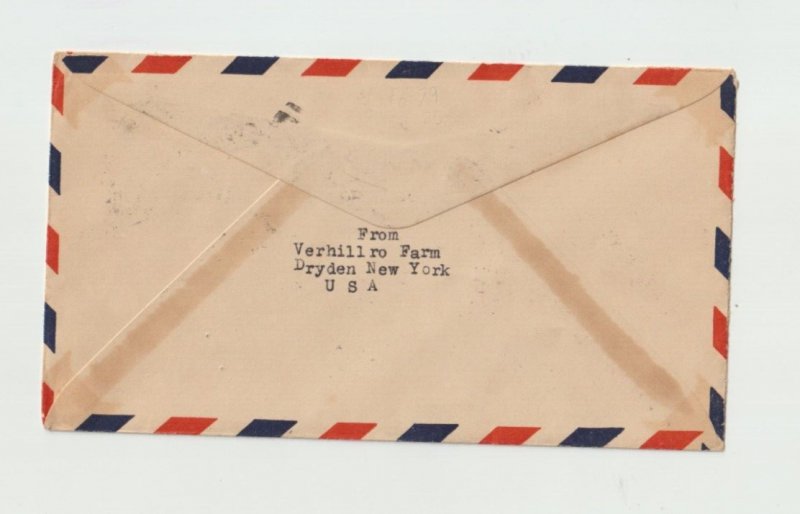 From
Verhillro Farm
Dryden New York
U S A